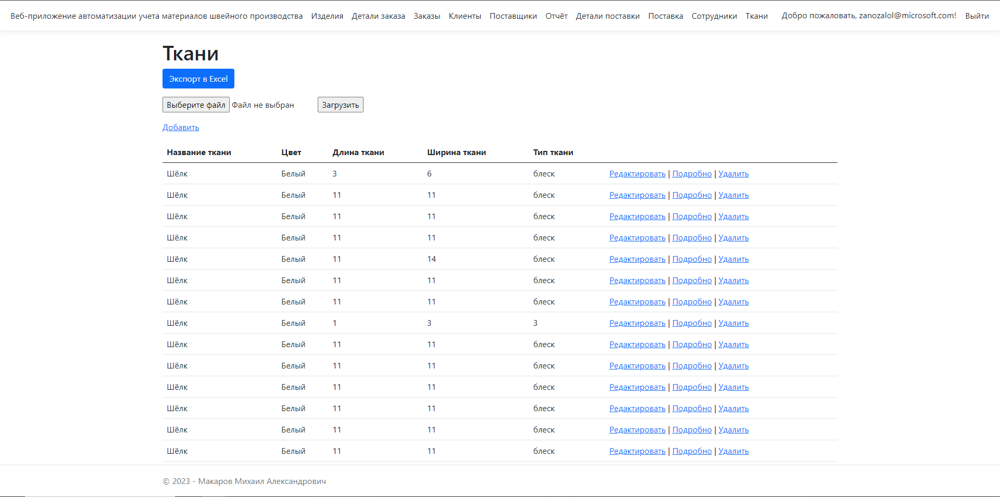 Веб-приложение автоматизации учета материалов швейного производства Изделия Детали заказа Заказы Клиенты Поставщики Отчёт Детали поставки Поставка Сотрудники Ткани Добро пожаловать, zanozalol@microsoft.com! Выйти
Ткани
Экспорт в Excel
Выберите файл Файл не выбран Загрузить
Добавить
Название ткани Цвет Длина ткани Ширина ткани Тип ткани
Шёлк Белый 3 6 блеск Редактировать | Подробно | Удалить
Шёлк Белый 11 11 блеск Редактировать | Подробно | Удалить
Шёлк Белый 11 11 блеск Редактировать | Подробно | Удалить
Шёлк Белый 11 11 блеск Редактировать | Подробно | Удалить
Шёлк Белый 11 14 блеск Редактировать | Подробно | Удалить
Шёлк Белый 11 11 блеск Редактировать | Подробно | Удалить
Шёлк Белый 11 11 блеск Редактировать | Подробно | Удалить
Шёлк Белый 1 3 3 Редактировать | Подробно | Удалить
Шёлк Белый 11 11 блеск Редактировать | Подробно | Удалить
Шёлк Белый 11 11 блеск Редактировать | Подробно | Удалить
Шёлк Белый 11 11 блеск Редактировать | Подробно | Удалить
Шёлк Белый 11 11 блеск Редактировать | Подробно | Удалить
Шёлк Белый 11 11 блеск Редактировать | Подробно | Удалить
Шёлк Белый 11 11 блеск Редактировать | Подробно | Удалить
© 2023 - Макаров Михаил Александрович